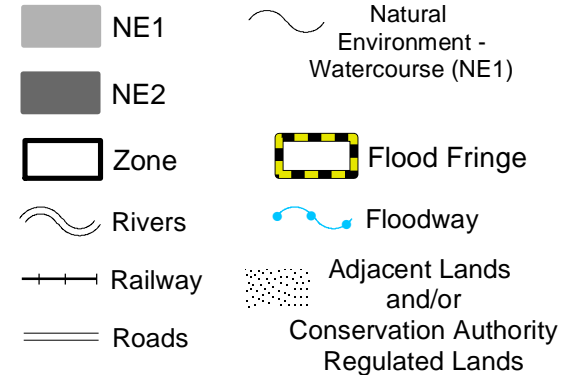 NE1
NE2
Zone
Rivers
Railway
Roads
Natural
Environment -
Watercourse (NE1)
Flood Fringe
Floodway
Adjacent Lands
and/or
Conservation Authority
Regulated Lands